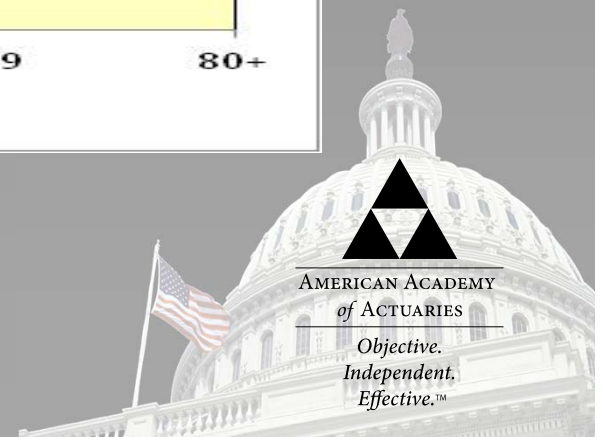 9 80+
AMERICAN ACADEMY
of ACTUARIES
Objective.
Independent.
Effective.™